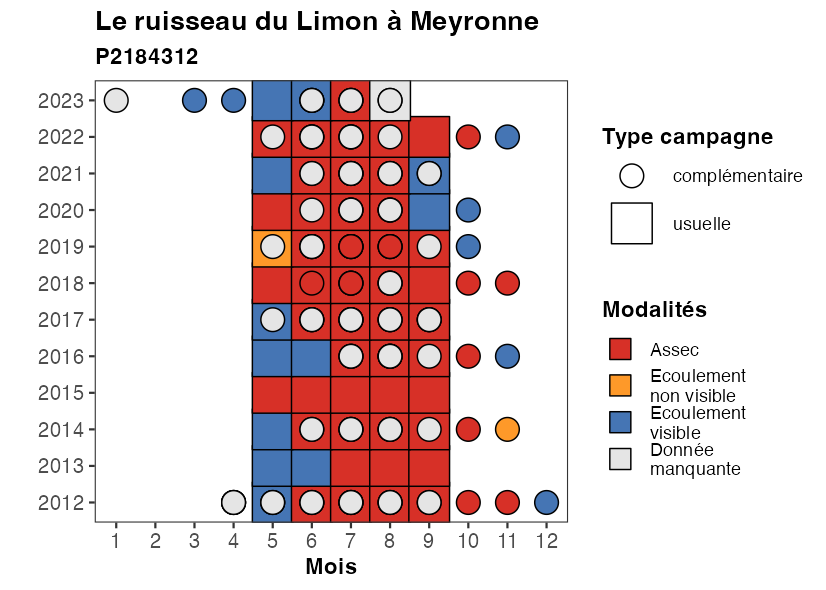 Le ruisseau du Limon à Meyronne
P2184312
2023
2022
2021
2020
2019
2018
2017
2016
2015
2014
2013
2012
1 2 3 4 5 6 7 8 9 10 11 12
Mois
Type campagne
complémentaire
usuelle
Modalités
Assec
Ecoulement
non visible
Ecoulement
visible
Donnée
manquante